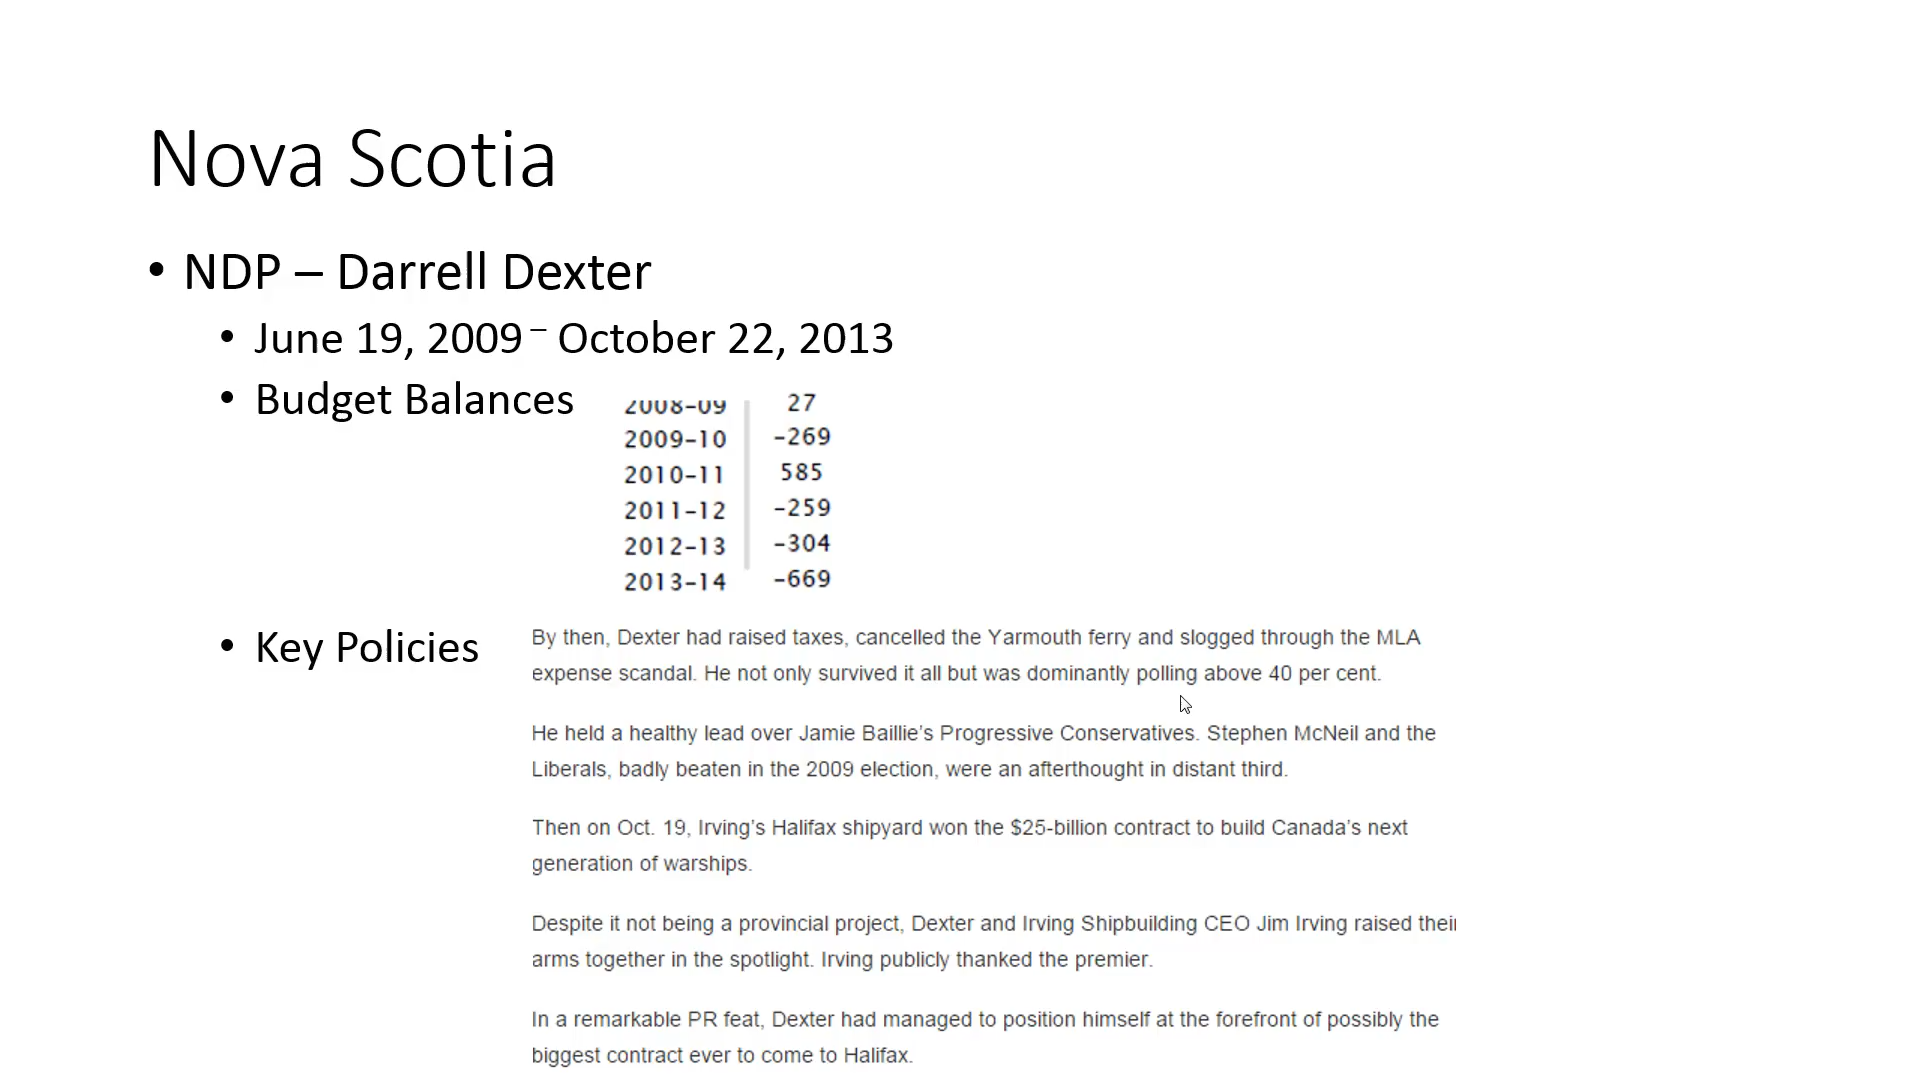 Nova Scotia
• NDP – Darrell Dexter
• June 19, 2009 – October 22, 2013
• Budget Balances
2008-09 27
2009-10 -269
2010-11 585
2011-12 -259
2012-13 -304
2013-14 -669
• Key Policies
By then, Dexter had raised taxes, cancelled the Yarmouth ferry and slogged through the MLA
expense scandal. He not only survived it all but was dominantly polling above 40 per cent.
He held a healthy lead over Jamie Baillie's Progressive Conservatives. Stephen McNeil and the
Liberals, badly beaten in the 2009 election, were an afterthought in distant third.
Then on Oct. 19, Irving's Halifax shipyard won the $25-billion contract to build Canada's next
generation of warships.
Despite it not being a provincial project, Dexter and Irving Shipbuilding CEO Jim Irving raised their
arms together in the spotlight. Irving publicly thanked the premier.
In a remarkable PR feat, Dexter had managed to position himself at the forefront of possibly the
biggest contract ever to come to Halifax.